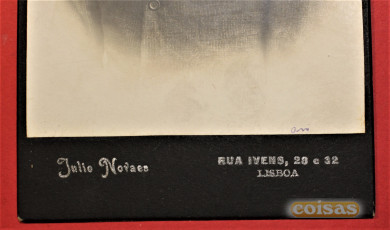 Julio Novaes
RUA IVENS, 28 e 32
LISBOA
coisas